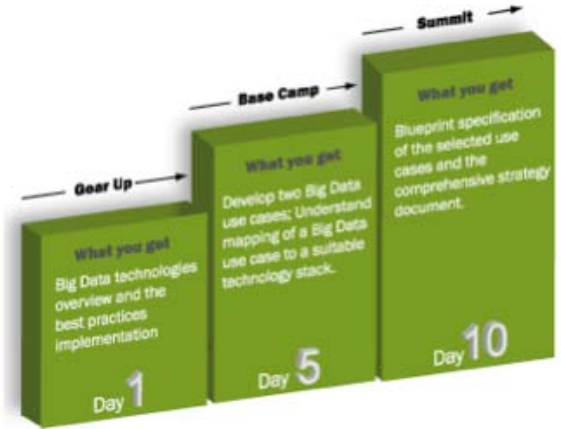 Gear Up
What you get
Big Data technologies
overview and the
best practices
implementation
Day 1
Base Camp
What you get
Develop two Big Data
use cases; Understand
mapping of a Big Data
use case to a suitable
technology stack.
Day 5
Summit
What you get
Blueprint specification
of the selected use
cases and the
comprehensive strategy
document.
Day 10